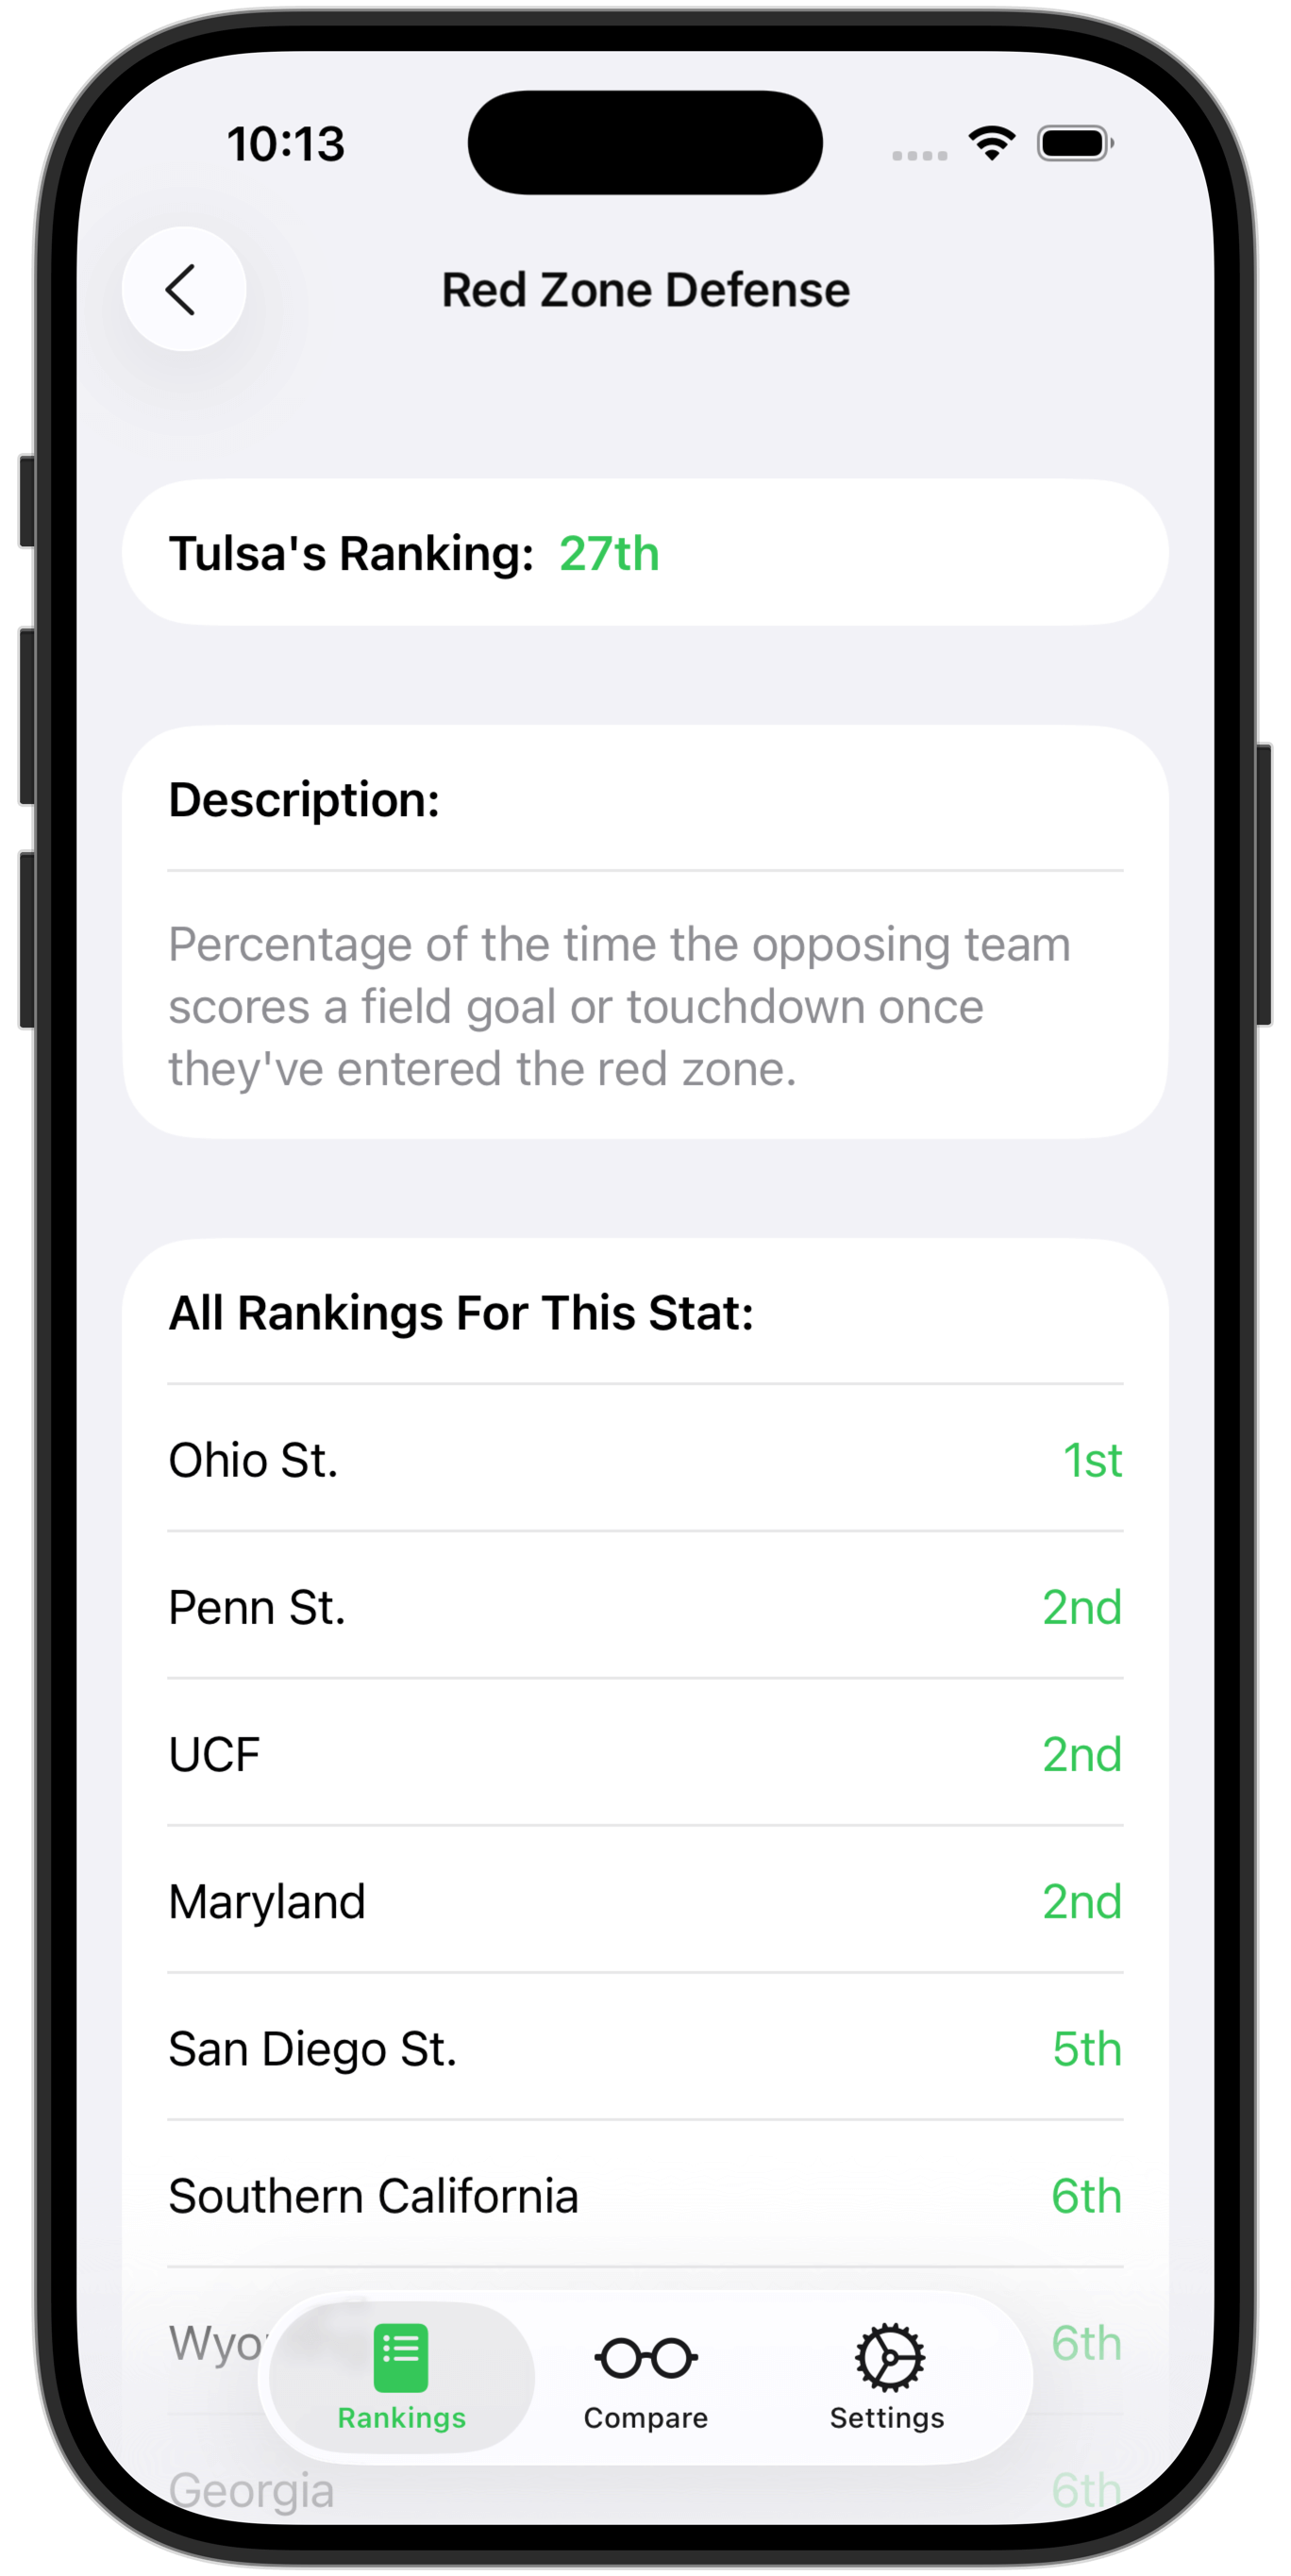 10:13
Red Zone Defense
Tulsa's Ranking: 27th
Description:
Percentage of the time the opposing team
scores a field goal or touchdown once
they've entered the red zone.
All Rankings For This Stat:
Ohio St. 1st
Penn St. 2nd
UCF 2nd
Maryland 2nd
San Diego St. 5th
Southern California 6th
6th
Rankings Compare Settings
Georgia 6th